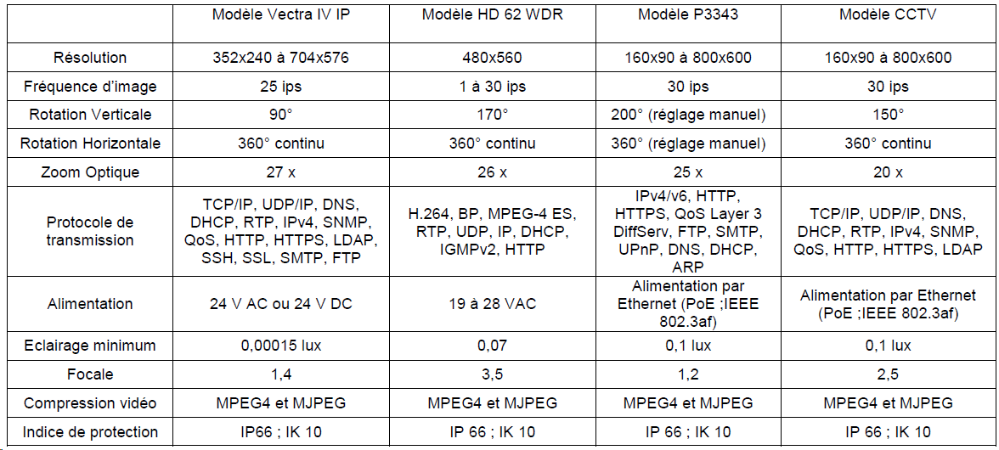 Modèle Vectra IV IP Modèle HD 62 WDR Modèle P3343 Modèle CCTV
Résolution 352x240 à 704x576 480x560 160x90 à 800x600 160x90 à 800x600
Fréquence d'image 25 ips 1 à 30 ips 30 ips 30 ips
Rotation Verticale 90° 170° 200° (réglage manuel) 150°
Rotation Horizontale 360° continu 360° continu 360° (réglage manuel) 360° continu
Zoom Optique 27 x 26 x 25 x 20 x
Protocole de
transmission
TCP/IP, UDP/IP, DNS,
DHCP, RTP, IPv4, SNMP,
QoS, HTTP, HTTPS, LDAP,
SSH, SSL, SMTP, FTP
H.264, BP, MPEG-4 ES,
RTP, UDP, IP, DHCP,
IGMPv2, HTTP
IPv4/v6, HTTP,
HTTPS, QoS Layer 3
DiffServ, FTP, SMTP,
UPnP, DNS, DHCP,
ARP
TCP/IP, UDP/IP, DNS,
DHCP, RTP, IPv4, SNMP,
QoS, HTTP, HTTPS, LDAP
Alimentation
24 V AC ou 24 V DC
19 à 28 VAC
Alimentation par
Ethernet (PoE ;IEEE
802.3af)
Alimentation par Ethernet
(PoE ;IEEE 802.3af)
Eclairage minimum 0,00015 lux 0,07 0,1 lux 0,1 lux
Focale 1,4 3,5 1,2 2,5
Compression vidéo MPEG4 et MJPEG MPEG4 et MJPEG MPEG4 et MJPEG MPEG4 et MJPEG
Indice de protection IP66 ; IK 10 IP 66 ; IK 10 IP 66 ; IK 10 IP 66 ; IK 10